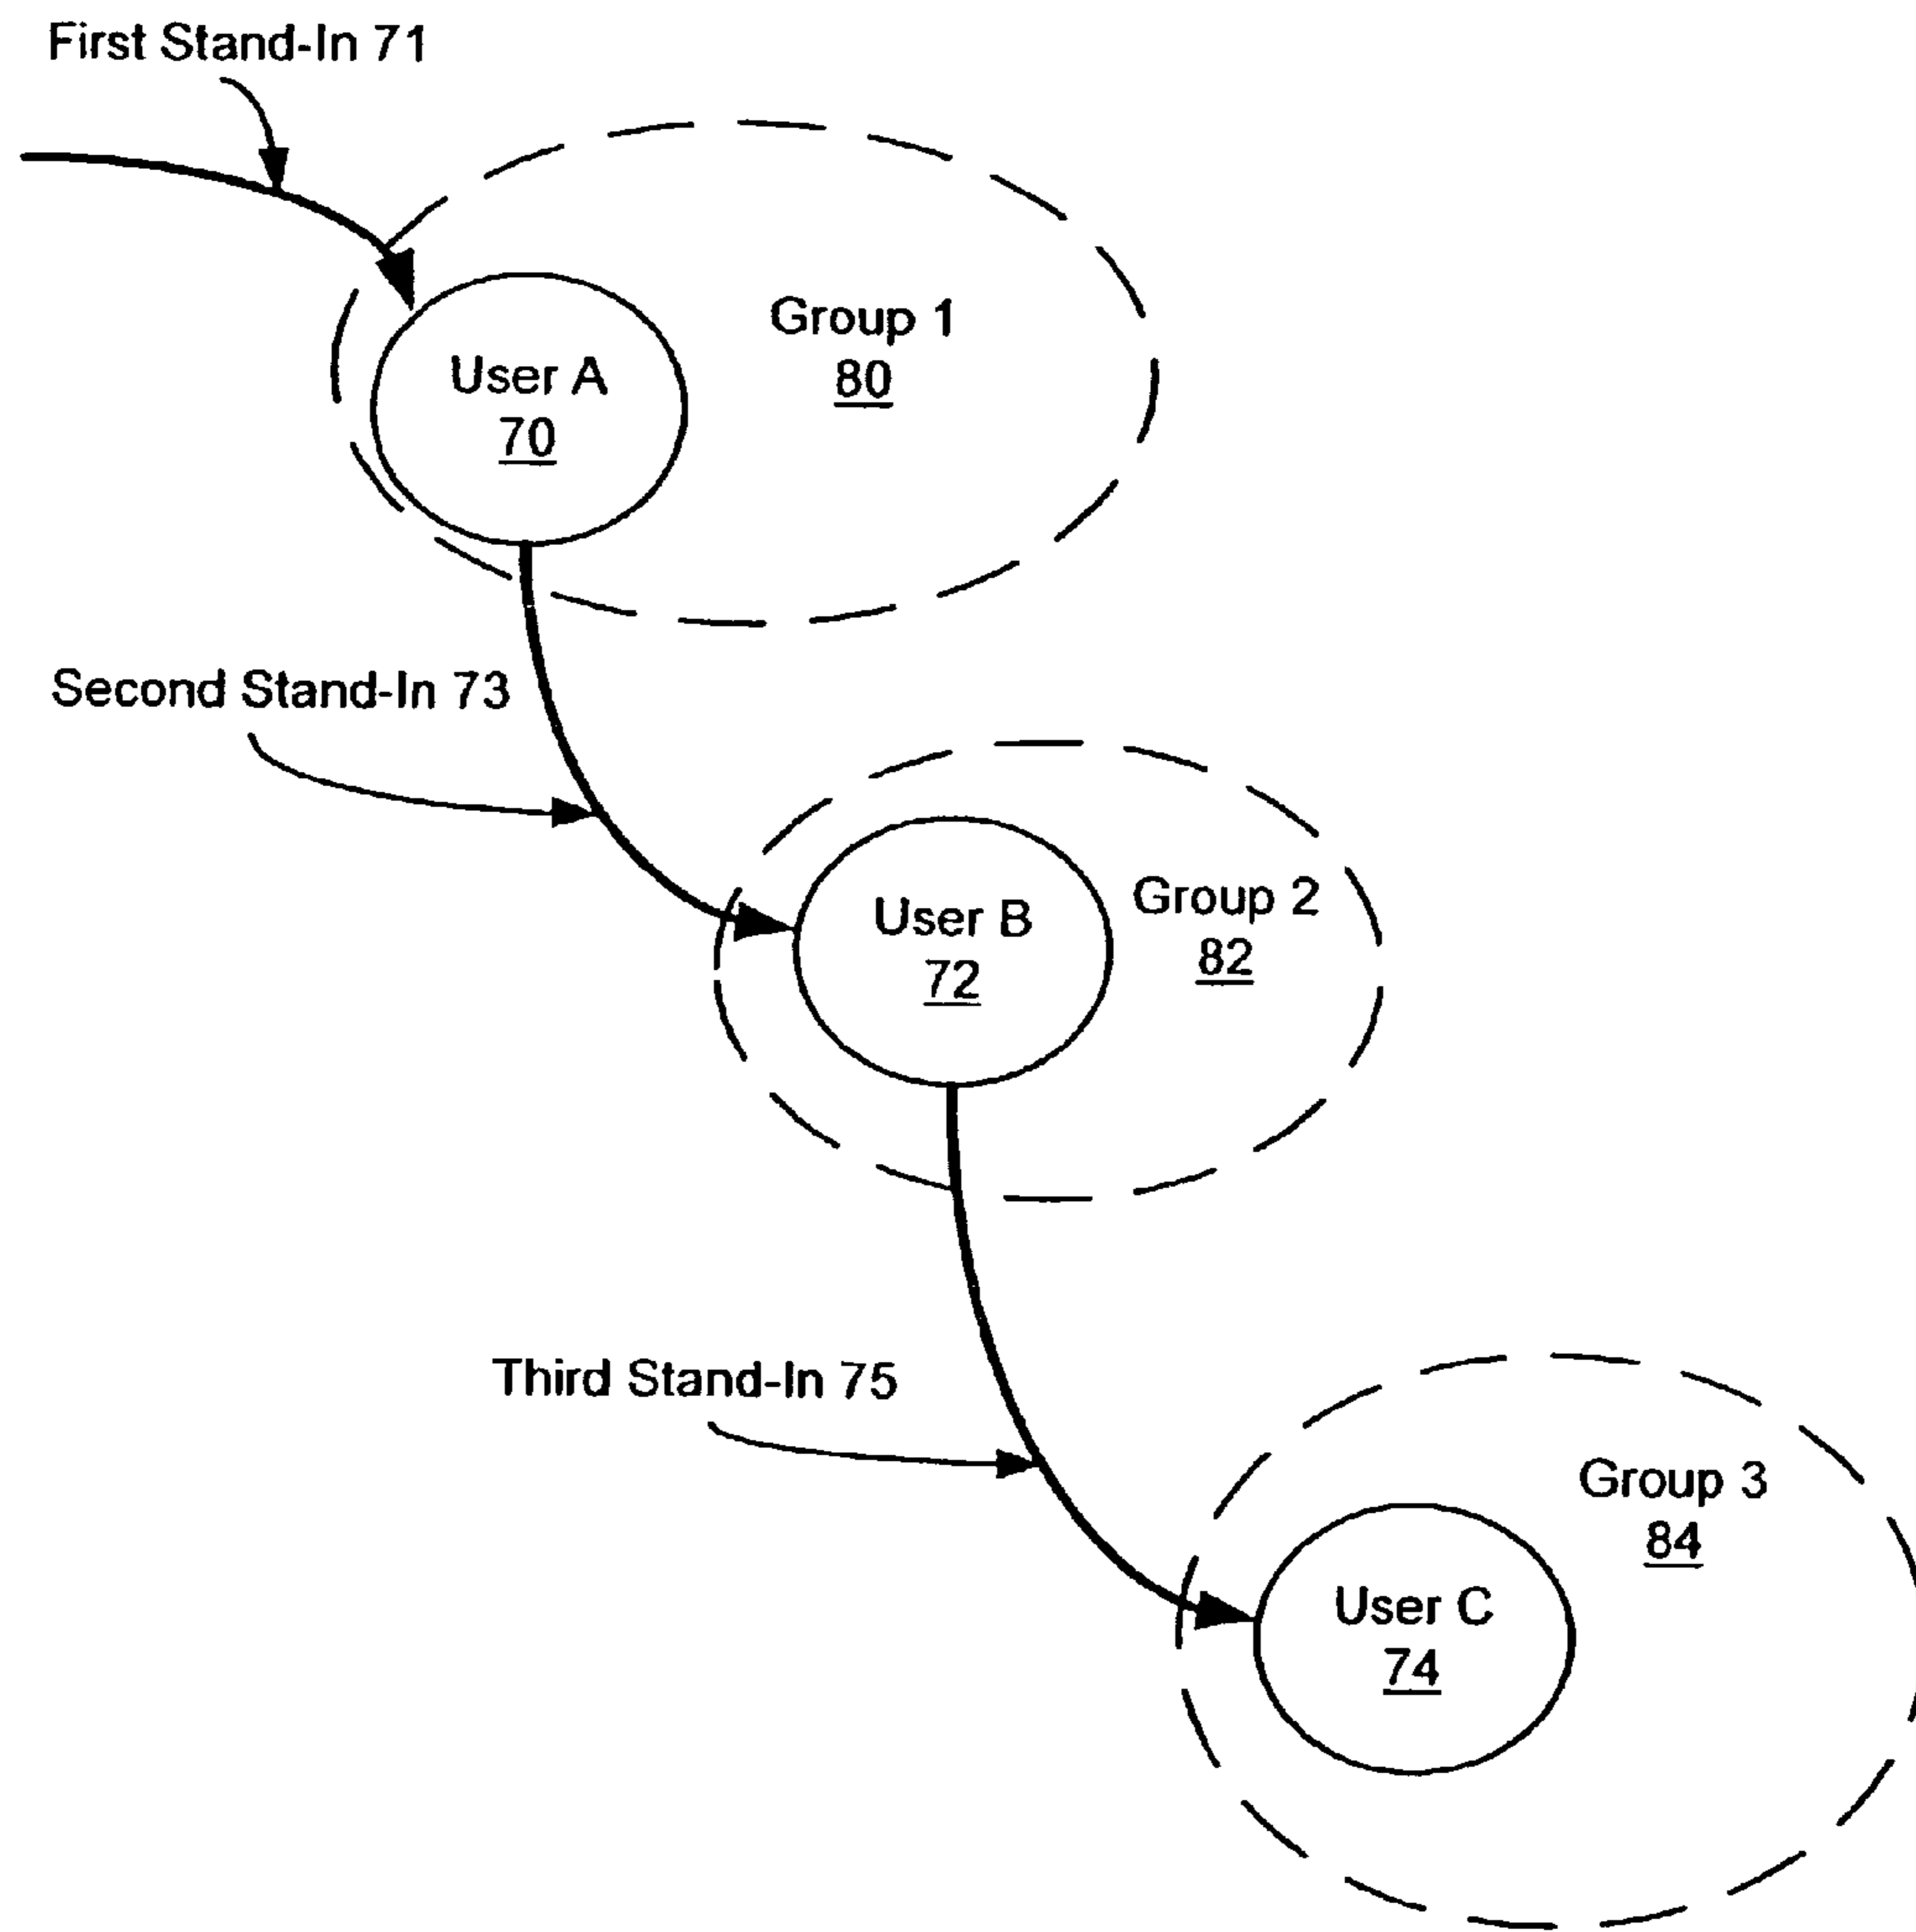 First Stand-In 71
Group 1
80
User A
70
Second Stand-In 73
Group 2
82
User B
72
Third Stand-In 75
Group 3
84
User C
74